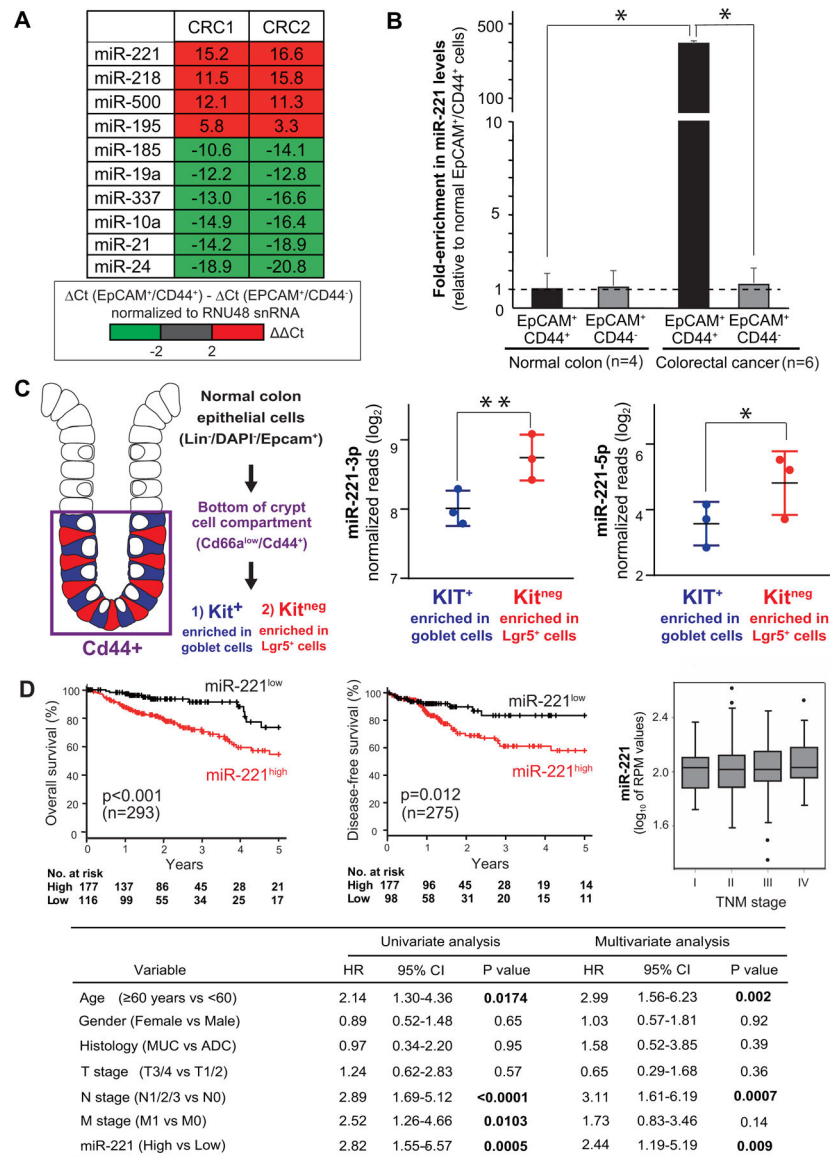 A
CRC1 CRC2
miR-221 15.2 16.6
miR-218 11.5 15.8
miR-500 12.1 11.3
miR-195 5.8 3.3
miR-185 -10.6 -14.1
miR-19a -12.2 -12.8
miR-337 -13.0 -16.6
miR-10a -14.9 -16.4
miR-21 -14.2 -18.9
miR-24 -18.9 -20.8
ΔCt (EpCAM⁺/CD44⁺) - ΔCt (EPCAM⁺/CD44⁻)
normalized to RNU48 snRNA
ΔΔCt
-2 2
B
Fold-enrichment in miR-221 levels
(relative to normal EpCAM⁺/CD44⁺ cells)
500
100
10
5
1
0
* *
EpCAM⁺ EpCAM⁺ EpCAM⁺ EpCAM⁺
CD44⁺ CD44⁻ CD44⁺ CD44⁻
Normal colon (n=4) Colorectal cancer (n=6)
C
Normal colon
epithelial cells
(Lin⁻/DAPI⁻/Epcam⁺)
Bottom of crypt
cell compartment
(Cd66a^low/Cd44⁺)
1) Kit⁺ 2) Kit^neg
enriched in enriched in
goblet cells Lgr5⁺ cells
Cd44+
miR-221-3p
normalized reads (log₂)
9
8
7
* *
KIT⁺ Kit^neg
enriched in enriched in
goblet cells Lgr5⁺ cells
miR-221-5p
normalized reads (log₂)
6
4
2
*
KIT⁺ Kit^neg
enriched in enriched in
goblet cells Lgr5⁺ cells
D
Overall survival (%)
100
80
60
40
20
0
miR-221^low
miR-221^high
p<0.001
(n=293)
0 1 2 3 4 5
Years
No. at risk
High 177 137 86 45 28 21
Low 116 99 55 34 25 17
Disease-free survival (%)
100
80
60
40
20
0
miR-221^low
miR-221^high
p=0.012
(n=275)
0 1 2 3 4 5
Years
No. at risk
High 177 96 45 28 19 14
Low 98 58 31 20 15 11
miR-221
(log₁₀ of RPM values)
2.4
2.0
1.6
I II III IV
TNM stage
Univariate analysis Multivariate analysis
Variable HR 95% CI P value HR 95% CI P value
Age (≥60 years vs <60) 2.14 1.30-4.36 0.0174 2.99 1.56-6.23 0.002
Gender (Female vs Male) 0.89 0.52-1.48 0.65 1.03 0.57-1.81 0.92
Histology (MUC vs ADC) 0.97 0.34-2.20 0.95 1.58 0.52-3.85 0.39
T stage (T3/4 vs T1/2) 1.24 0.62-2.83 0.57 0.65 0.29-1.68 0.36
N stage (N1/2/3 vs N0) 2.89 1.69-5.12 <0.0001 3.11 1.61-6.19 0.0007
M stage (M1 vs M0) 2.52 1.26-4.66 0.0103 1.73 0.83-3.46 0.14
miR-221 (High vs Low) 2.82 1.55-5.57 0.0005 2.44 1.19-5.19 0.009